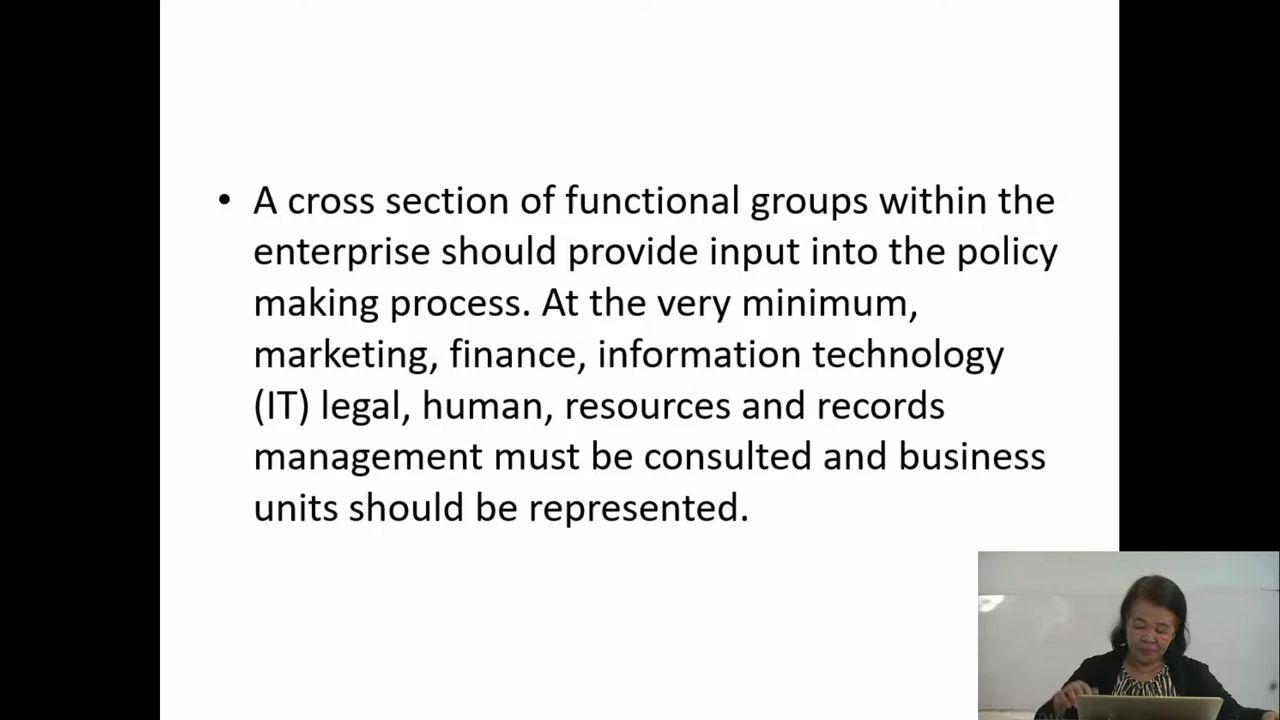 • A cross section of functional groups within the
enterprise should provide input into the policy
making process. At the very minimum,
marketing, finance, information technology
(IT) legal, human, resources and records
management must be consulted and business
units should be represented.